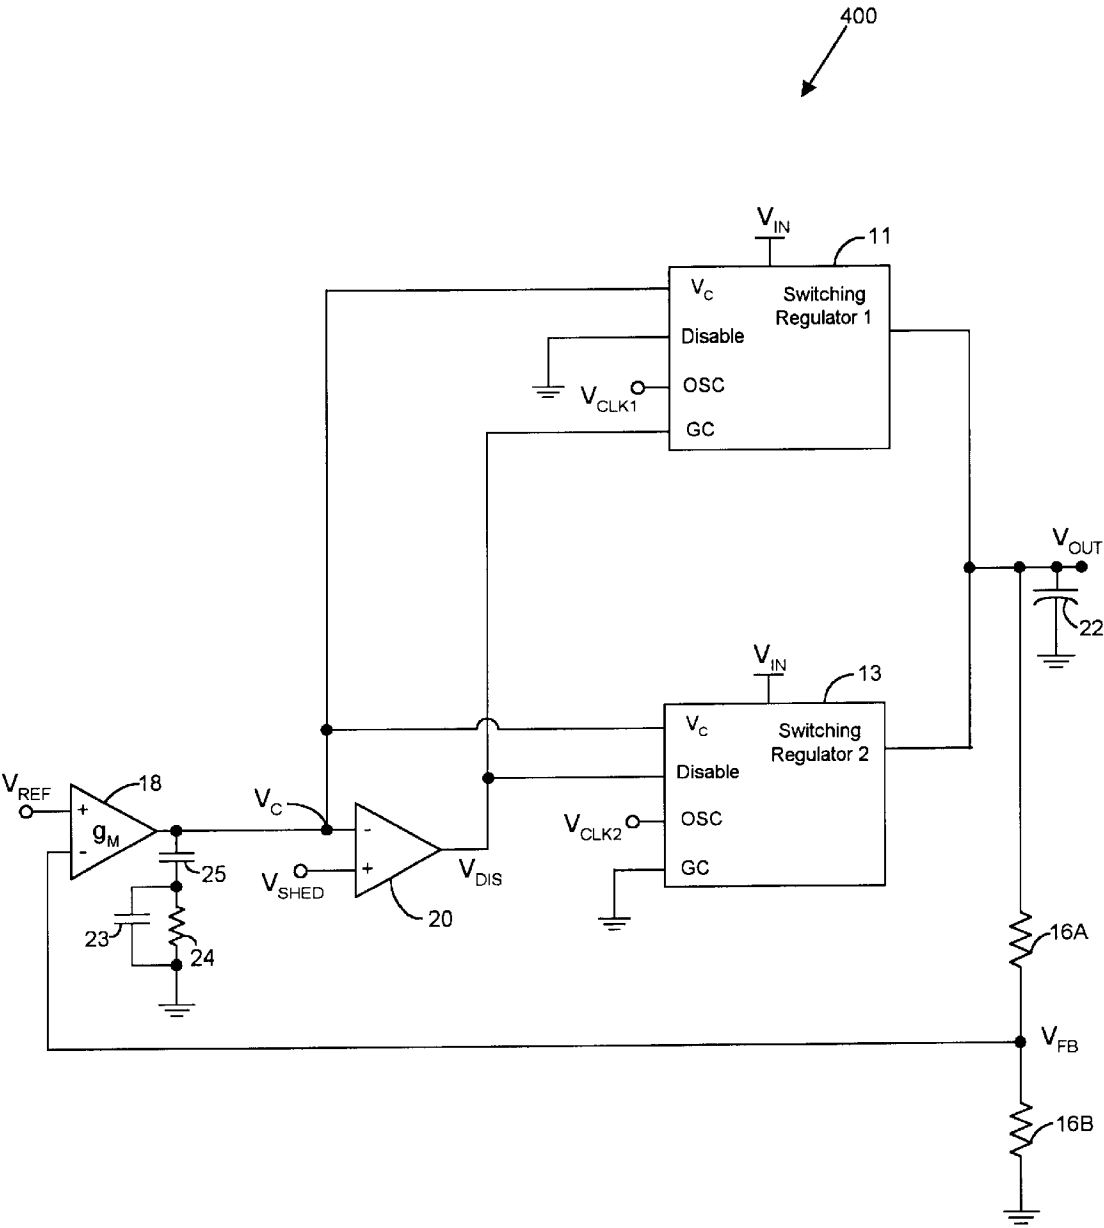 400
V_IN
11
V_C
Switching
Regulator 1
Disable
V_CLK1
OSC
GC
V_OUT
22
V_IN
13
V_C
Switching
Regulator 2
Disable
V_CLK2
OSC
GC
V_REF
18
+
g_M
-
V_C
-
+
V_SHED
V_DIS
20
25
23
24
16A
V_FB
16B